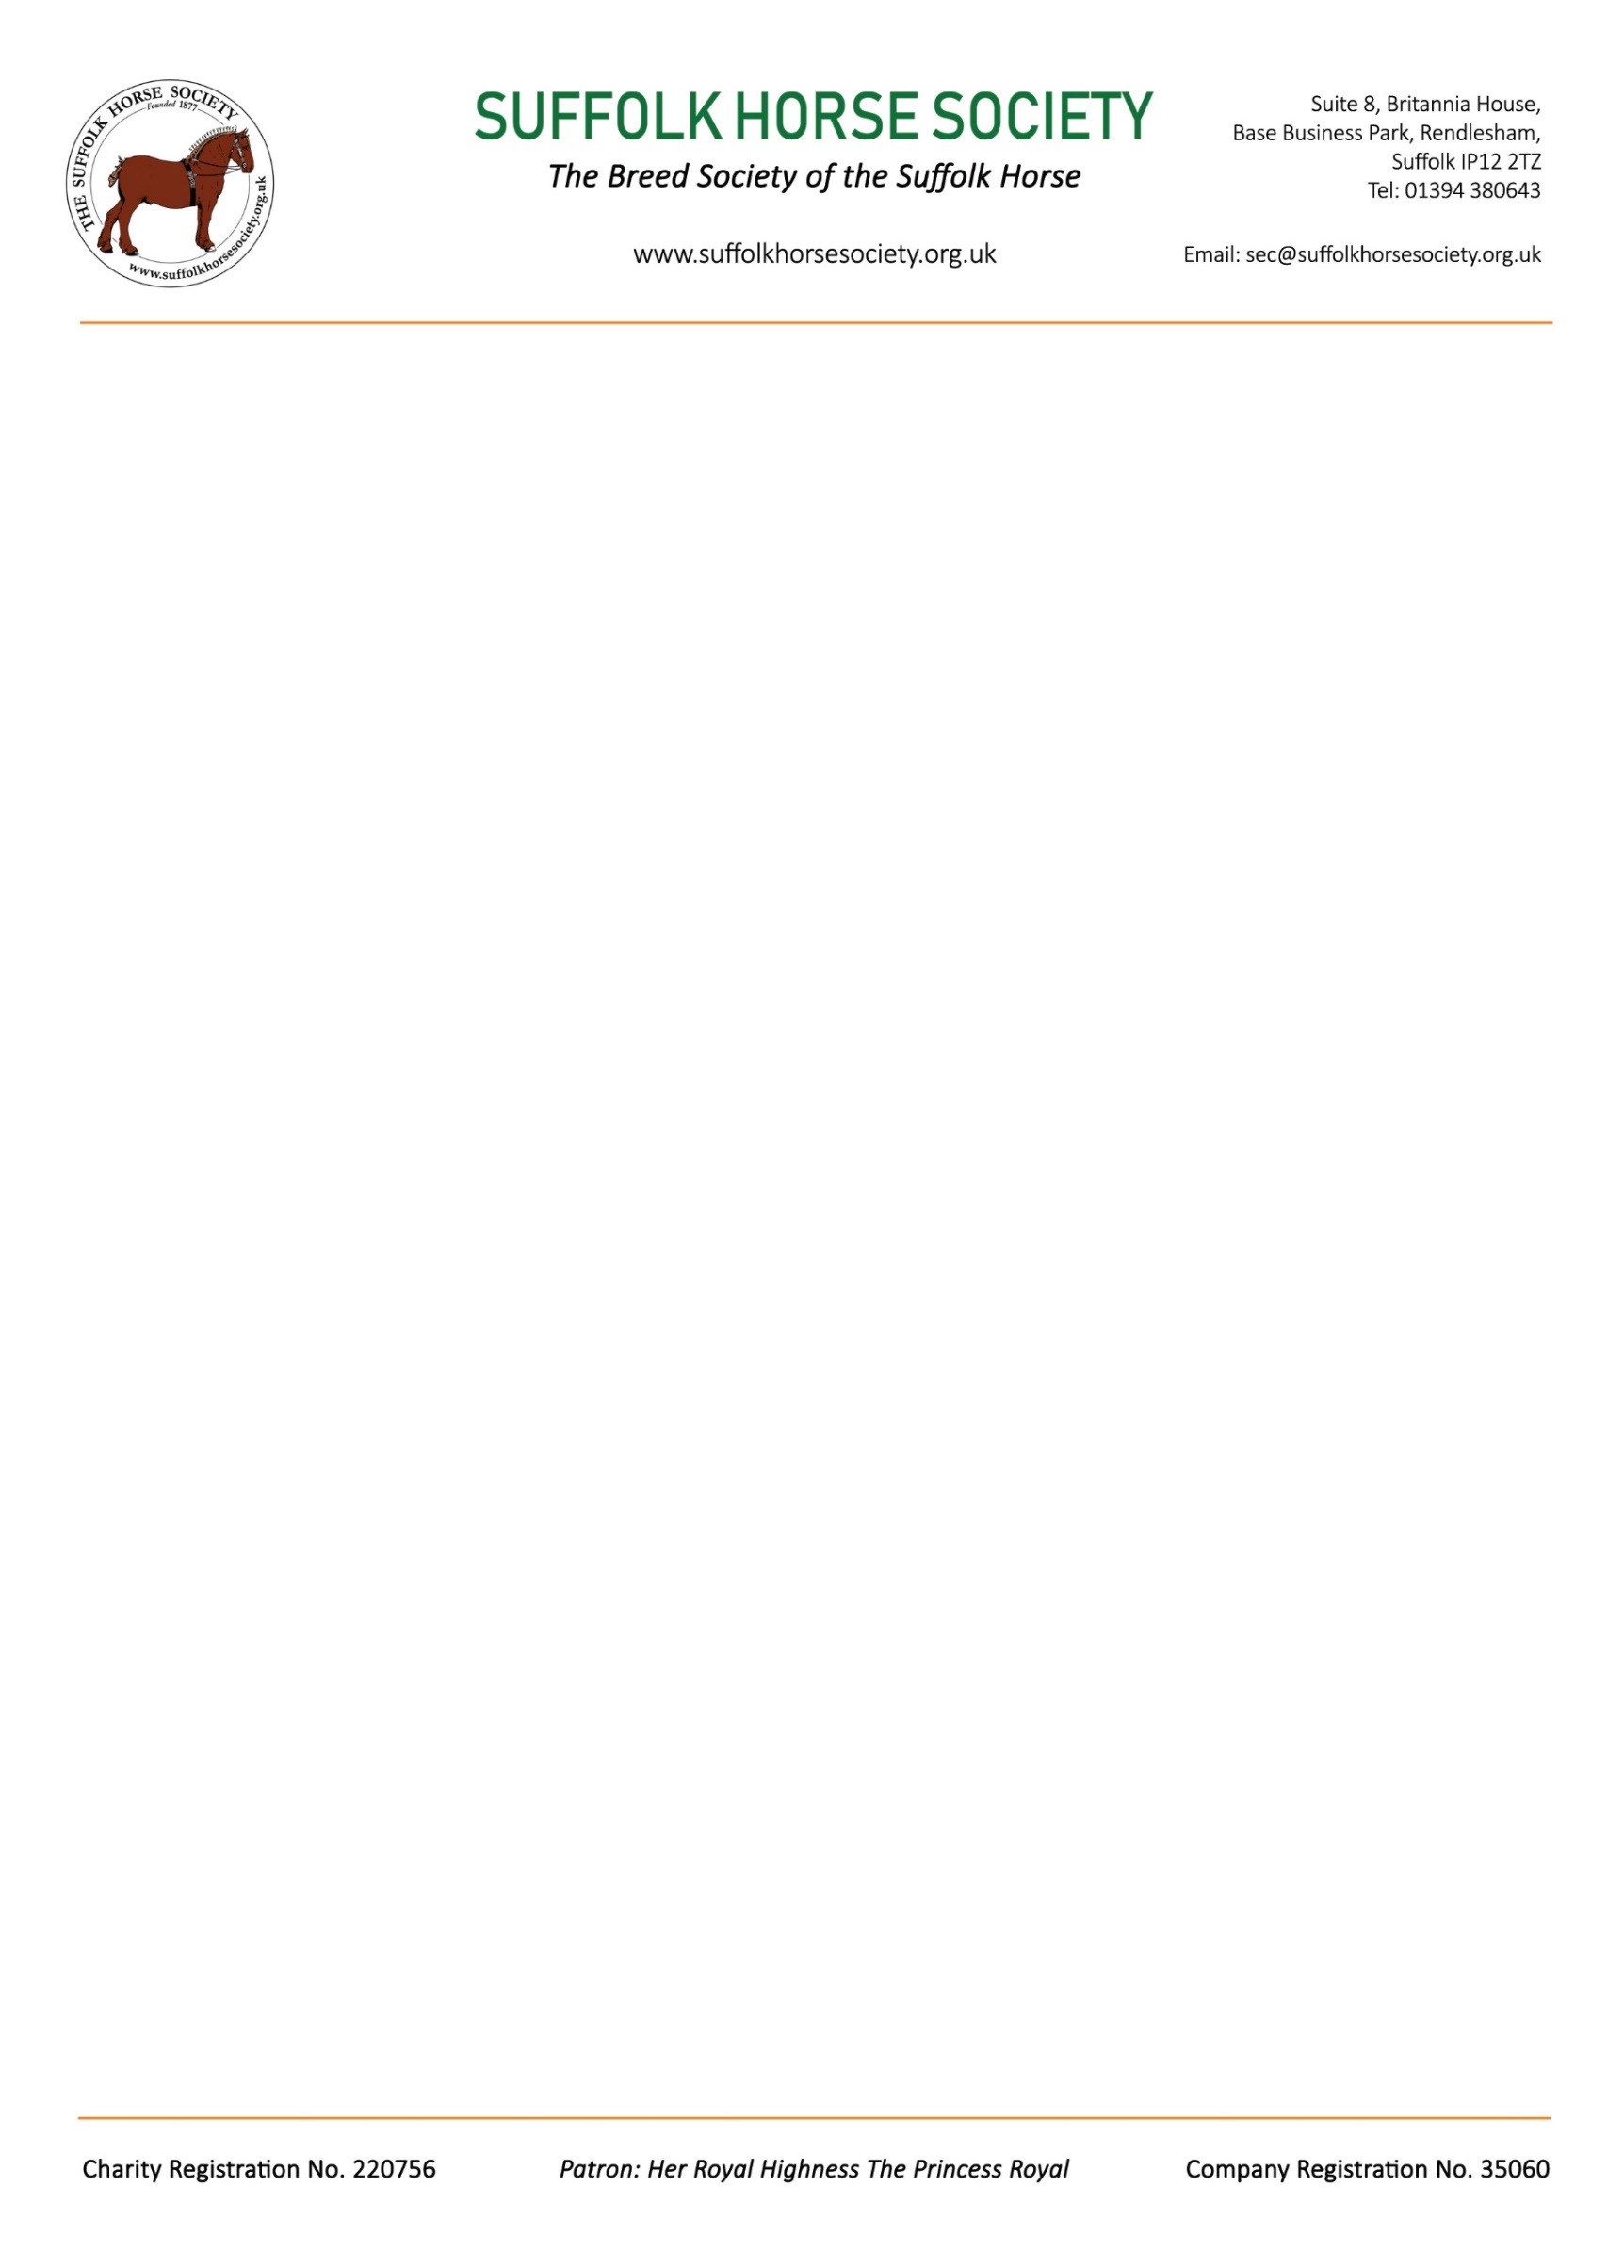 THE SUFFOLK HORSE SOCIETY
Founded 1877
www.suffolkhorsesociety.org.uk
SUFFOLK HORSE SOCIETY
The Breed Society of the Suffolk Horse
www.suffolkhorsesociety.org.uk
Suite 8, Britannia House,
Base Business Park, Rendlesham,
Suffolk IP12 2TZ
Tel: 01394 380643
Email: sec@suffolkhorsesociety.org.uk
Charity Registration No. 220756
Patron: Her Royal Highness The Princess Royal
Company Registration No. 35060